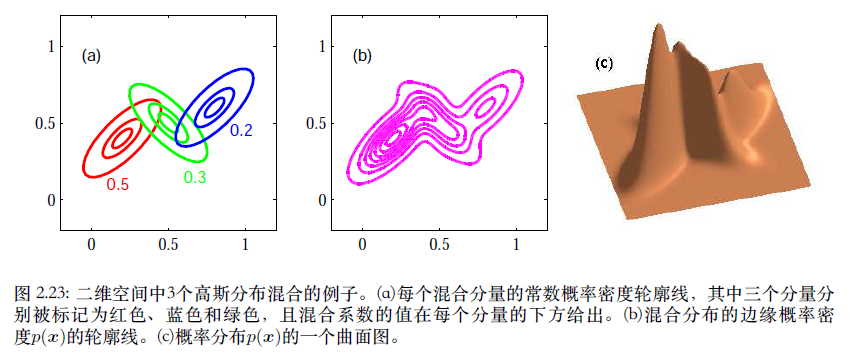 (a)
1
0.5
0
0
0.5
1
0.5
0.3
0.2
(b)
1
0.5
0
0
0.5
1
(c)
图 2.23: 二维空间中3个高斯分布混合的例子。(a)每个混合分量的常数概率密度轮廓线，其中三个分量分
别被标记为红色、蓝色和绿色，且混合系数的值在每个分量的下方给出。(b)混合分布的边缘概率密
度p(x)的轮廓线。(c)概率分布p(x)的一个曲面图。